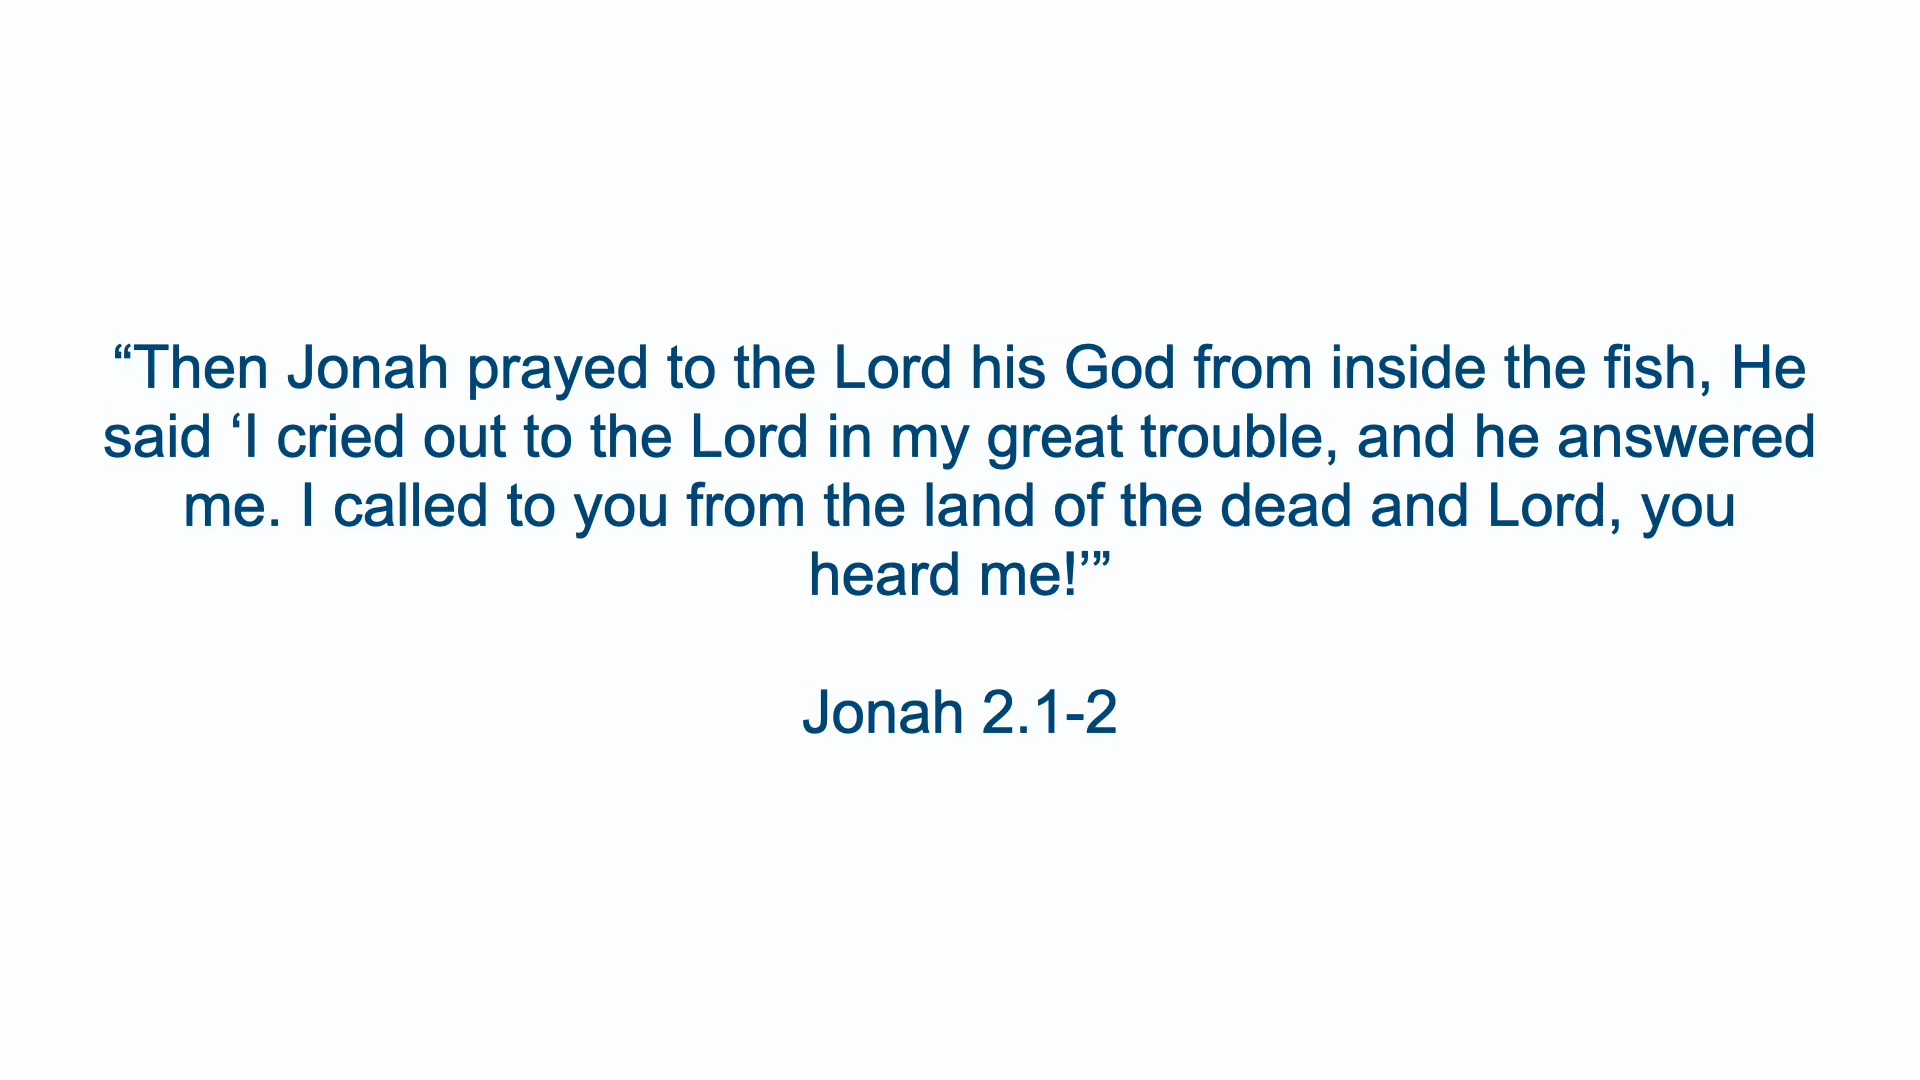 “Then Jonah prayed to the Lord his God from inside the fish, He
said ‘I cried out to the Lord in my great trouble, and he answered
me. I called to you from the land of the dead and Lord, you
heard me!’”
Jonah 2.1-2